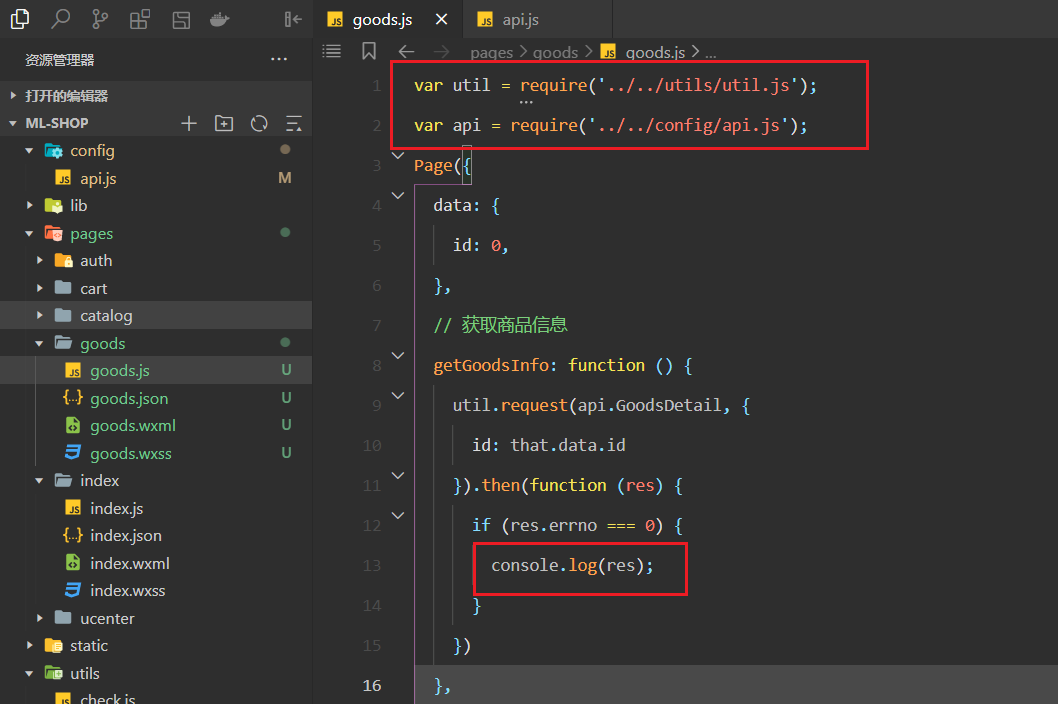 goods.js
api.js
资源管理器
pages > goods > goods.js > ...
打开的编辑器
ML-SHOP
config
api.js M
lib
pages
auth
cart
catalog
goods
goods.js U
goods.json U
goods.wxml U
goods.wxss U
index
index.js
index.json
index.wxml
index.wxss
ucenter
static
utils
check.js
1 var util = require('../../utils/util.js');
2 var api = require('../../config/api.js');
3 Page({
4 data: {
5 id: 0,
6 },
7 // 获取商品信息
8 getGoodsInfo: function () {
9 util.request(api.GoodsDetail, {
10 id: that.data.id
11 }).then(function (res) {
12 if (res.errno === 0) {
13 console.log(res);
14 }
15 })
16 },